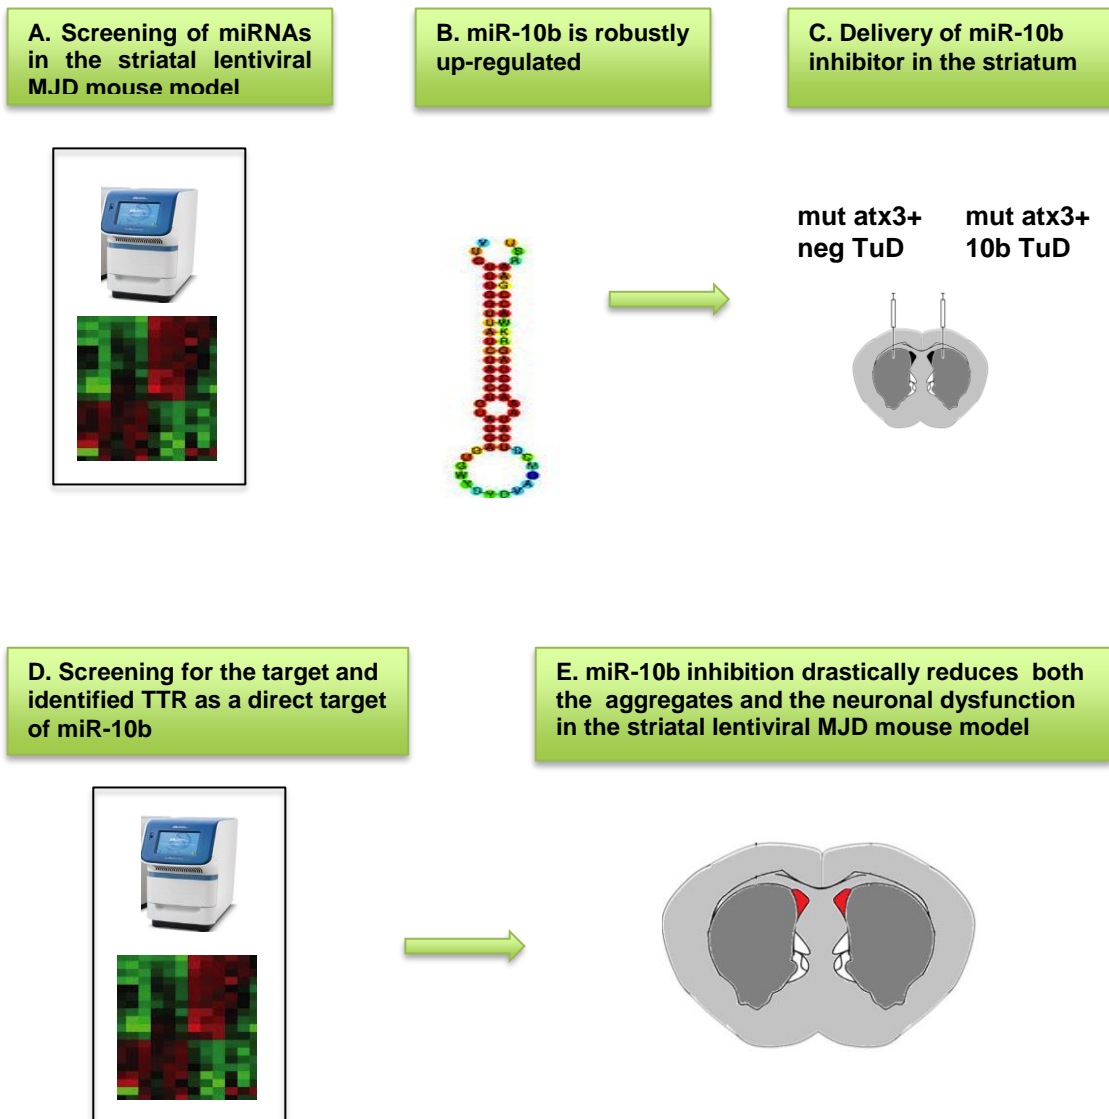 A. Screening of miRNAs
in the striatal lentiviral
MJD mouse model
B. miR-10b is robustly
up-regulated
C. Delivery of miR-10b
inhibitor in the striatum
mut atx3+
neg TuD
mut atx3+
10b TuD
D. Screening for the target and
identified TTR as a direct target
of miR-10b
E. miR-10b inhibition drastically reduces both
the aggregates and the neuronal dysfunction
in the striatal lentiviral MJD mouse model